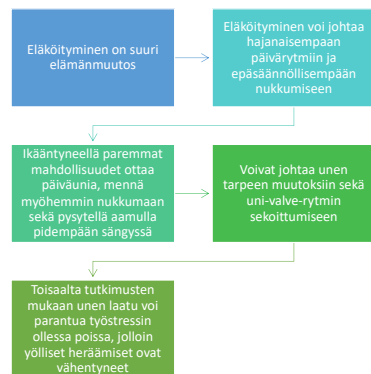 Eläköityminen on suuri
elämänmuutos
Eläköityminen voi johtaa
hajanaisempaan
päivärytmiin ja
epäsäännöllisempään
nukkumiseen
Ikääntyneellä paremmat
mahdollisuudet ottaa
päiväunia, mennä
myöhemmin nukkumaan
sekä pysytellä aamulla
pidempään sängyssä
Voivat johtaa unen
tarpeen muutoksiin sekä
uni-valve-rytmin
sekoittumiseen
Toisaalta tutkimusten
mukaan unen laatu voi
parantua työstressin
ollessa poissa, jolloin
yölliset heräämiset ovat
vähentyneet